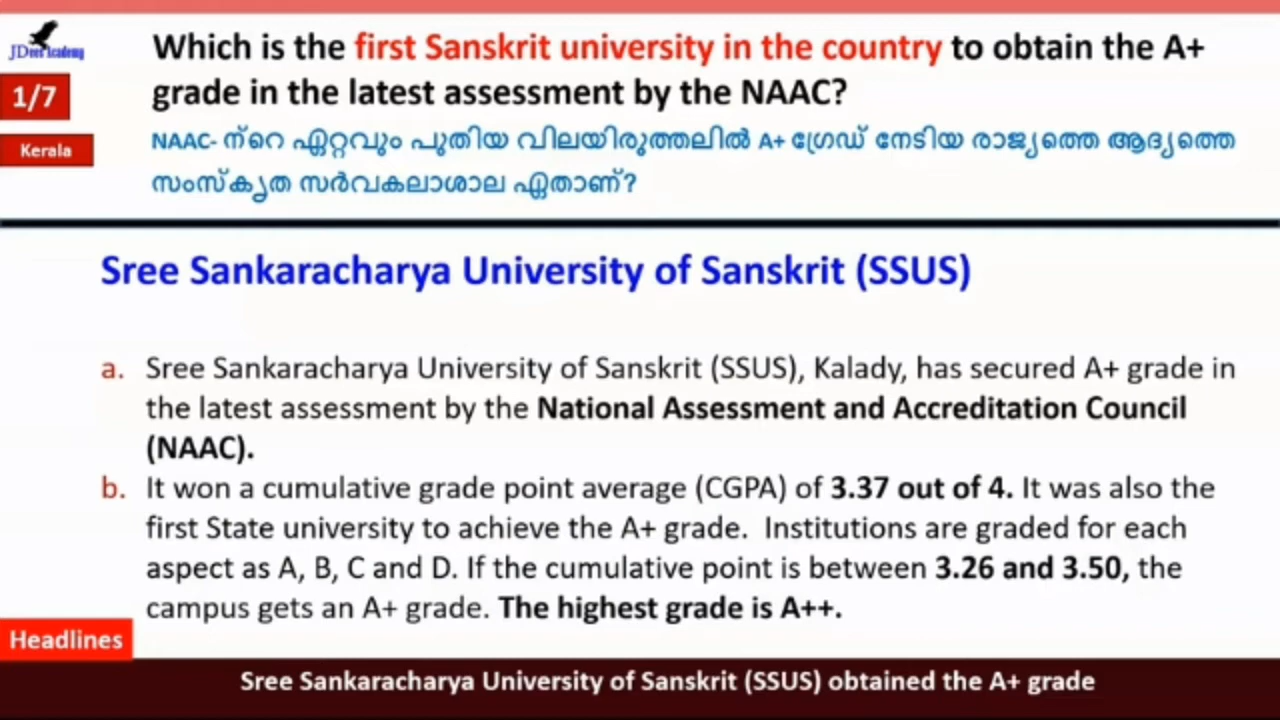 JDees Academy
Which is the first Sanskrit university in the country to obtain the A+
grade in the latest assessment by the NAAC?
1/7
Kerala
NAAC- ന്റെ ഏറ്റവും പുതിയ വിലയിരുത്തലിൽ A+ ഗ്രേഡ് നേടിയ രാജ്യത്തെ ആദ്യത്തെ
സംസ്കൃത സർവകലാശാല ഏതാണ്?
Sree Sankaracharya University of Sanskrit (SSUS)
a. Sree Sankaracharya University of Sanskrit (SSUS), Kalady, has secured A+ grade in
the latest assessment by the National Assessment and Accreditation Council
(NAAC).
b. It won a cumulative grade point average (CGPA) of 3.37 out of 4. It was also the
first State university to achieve the A+ grade. Institutions are graded for each
aspect as A, B, C and D. If the cumulative point is between 3.26 and 3.50, the
campus gets an A+ grade. The highest grade is A++.
Headlines
Sree Sankaracharya University of Sanskrit (SSUS) obtained the A+ grade